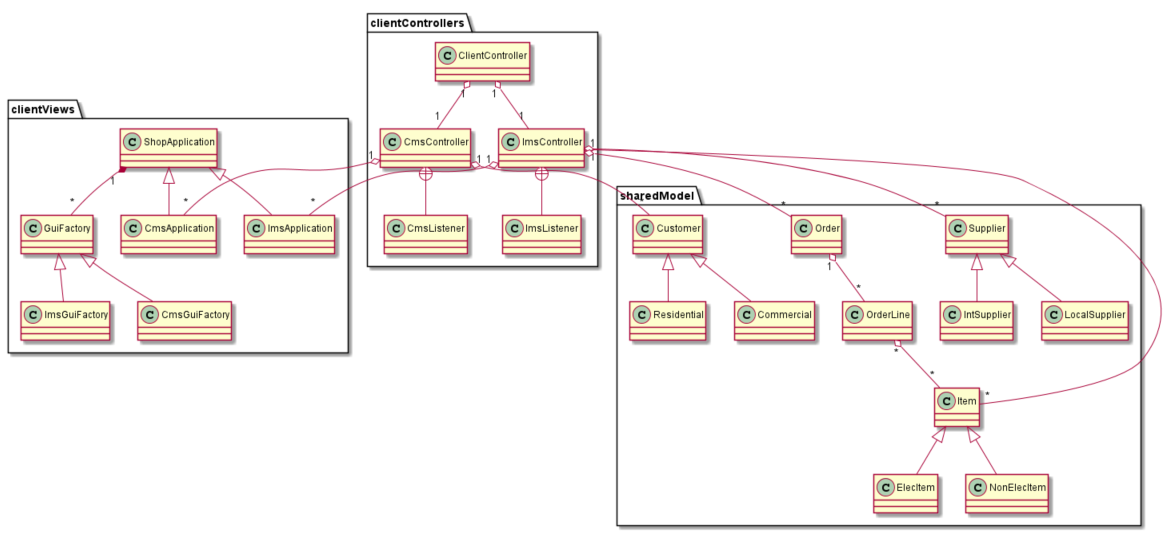 clientControllers
C ClientController
1 1
1 1
clientViews
C ShopApplication
C CmsController
C ImsController
1
1 1 1 1
1
* * * * * *
sharedModel
C GuiFactory
C CmsApplication
C ImsApplication
C CmsListener
C ImsListener
C Customer
C Order
C Supplier
1 *
C ImsGuiFactory
C CmsGuiFactory
C Residential
C Commercial
C OrderLine
C IntSupplier
C LocalSupplier
* *
*
C Item
C ElecItem
C NonElecItem